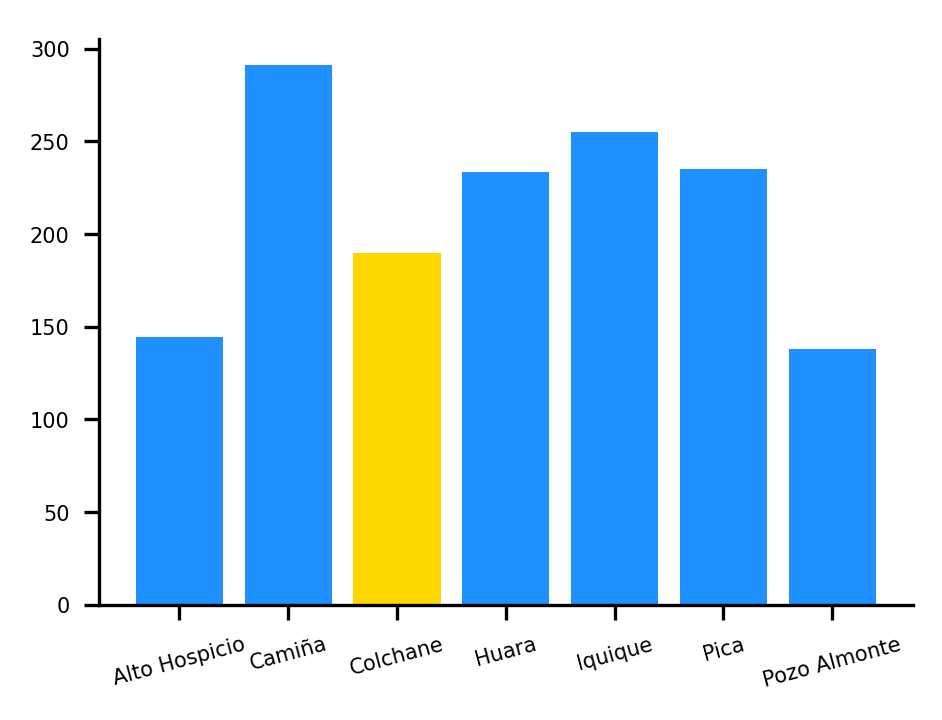 300
250
200
150
100
50
0
Alto Hospicio
Camiña
Colchane
Huara
Iquique
Pica
Pozo Almonte